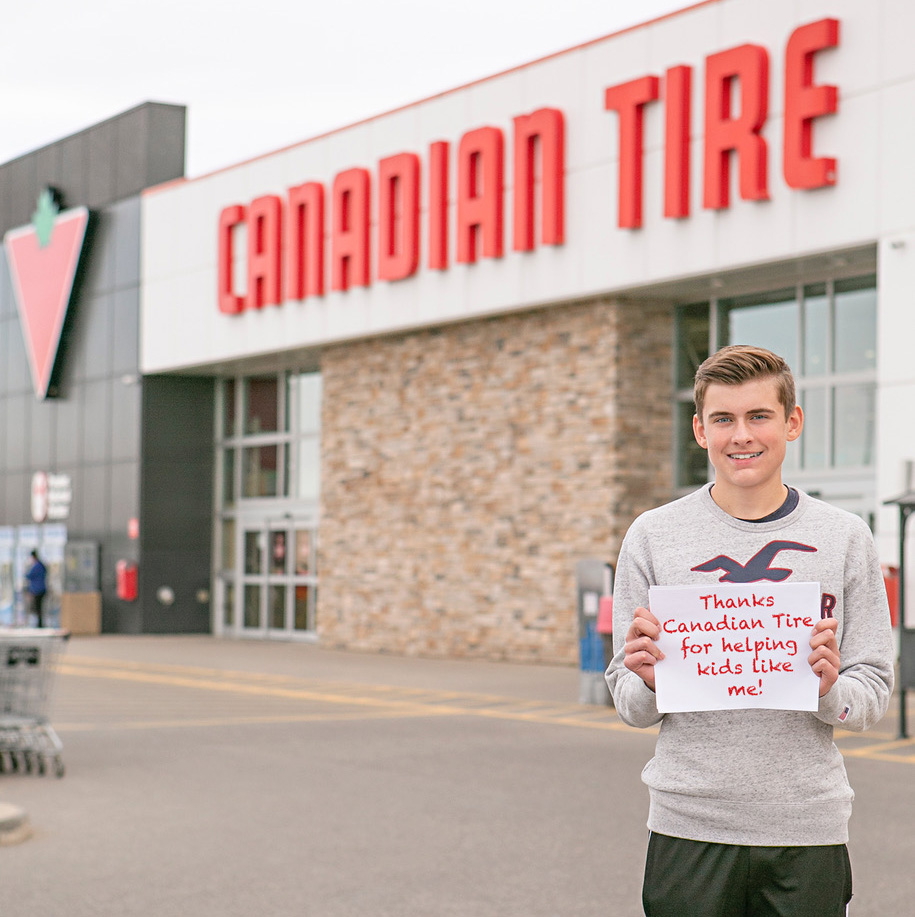 CANADIAN TIRE
Thanks
Canadian Tire
for helping
kids like
me!